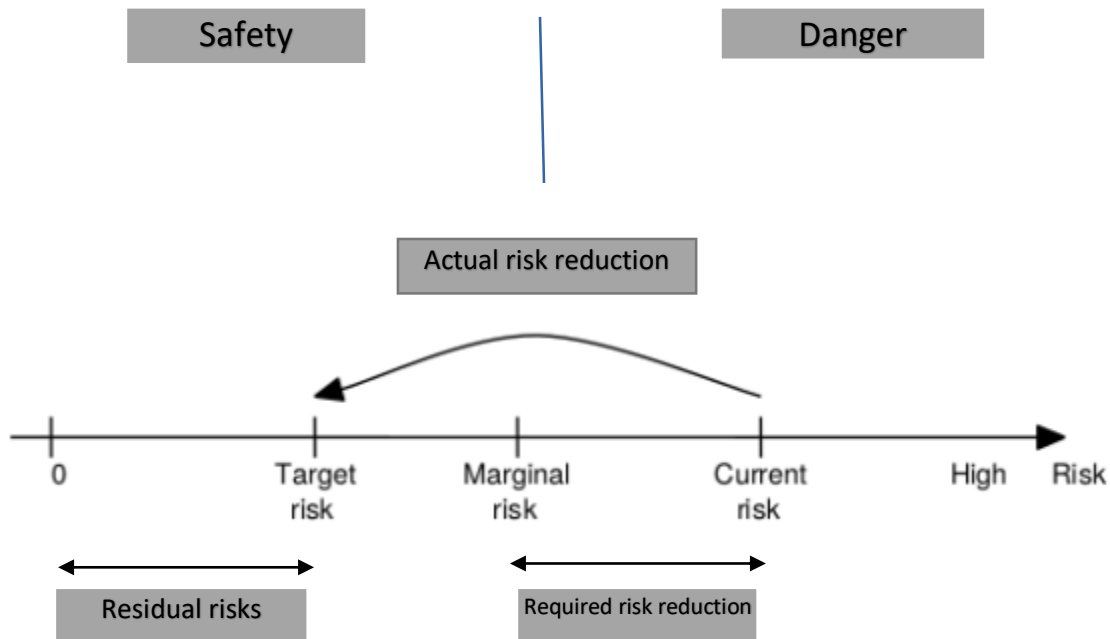 Safety
Danger
Actual risk reduction
0
Target
risk
Marginal
risk
Current
risk
High
Risk
Residual risks
Required risk reduction